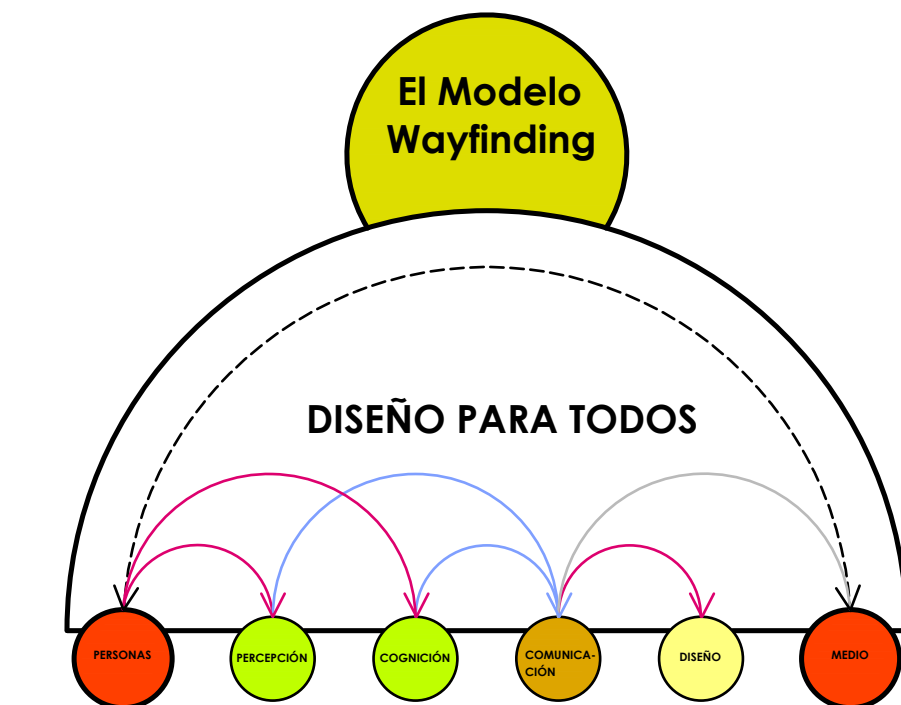 El Modelo
Wayfinding
DISEÑO PARA TODOS
PERSONAS
PERCEPCIÓN
COGNICIÓN
COMUNICA-
CIÓN
DISEÑO
MEDIO